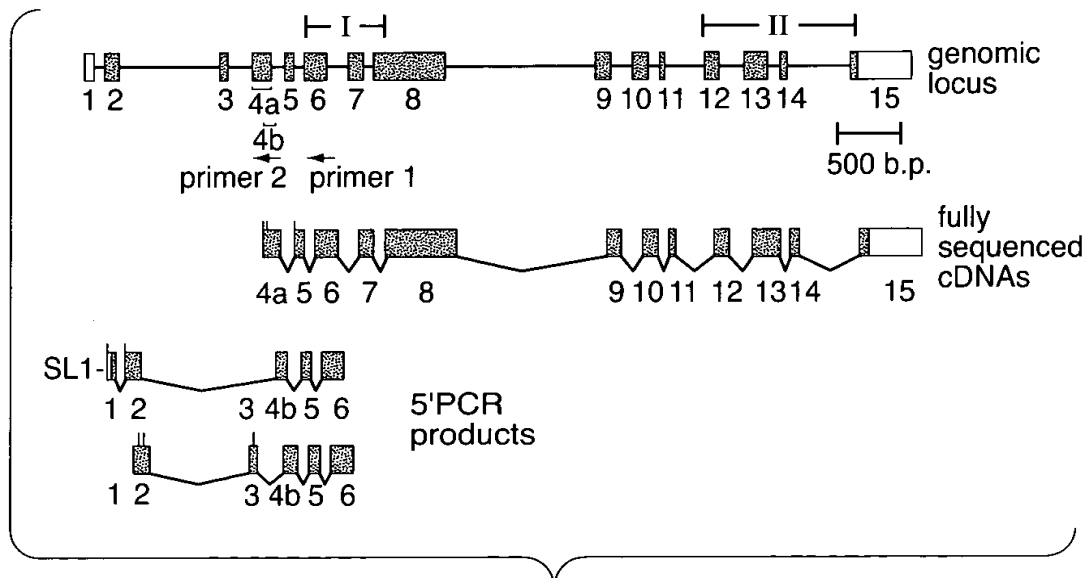 I II
genomic
locus
1 2 3 4a 5 6 7 8 9 10 11 12 13 14 15
4b
500 b.p.
primer 2 primer 1
fully
sequenced
cDNAs
4a 5 6 7 8 9 10 11 12 13 14 15
SL1-
1 2 3 4b 5 6
5'PCR
products
1 2 3 4b 5 6